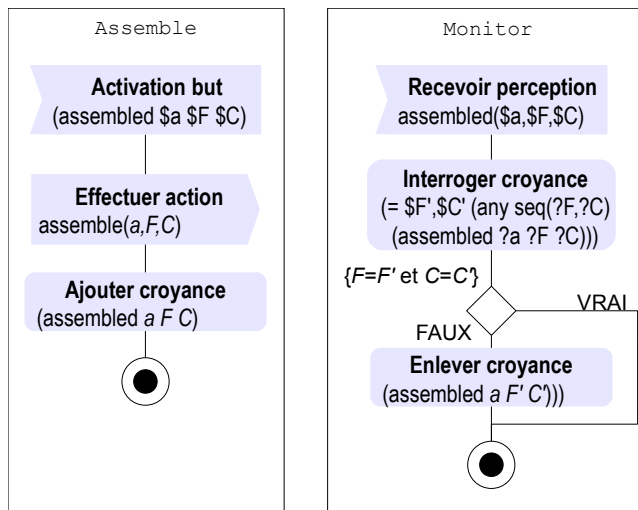 Assemble
Activation but
(assembled $a $F $C)
Effectuer action
assemble(a,F,C)
Ajouter croyance
(assembled a F C)
Monitor
Recevoir perception
assembled($a,$F,$C)
Interroger croyance
(= $F',$C' (any seq(?F,?C)
(assembled ?a ?F ?C)))
{F=F' et C=C'}
VRAI
FAUX
Enlever croyance
(assembled a F' C')))